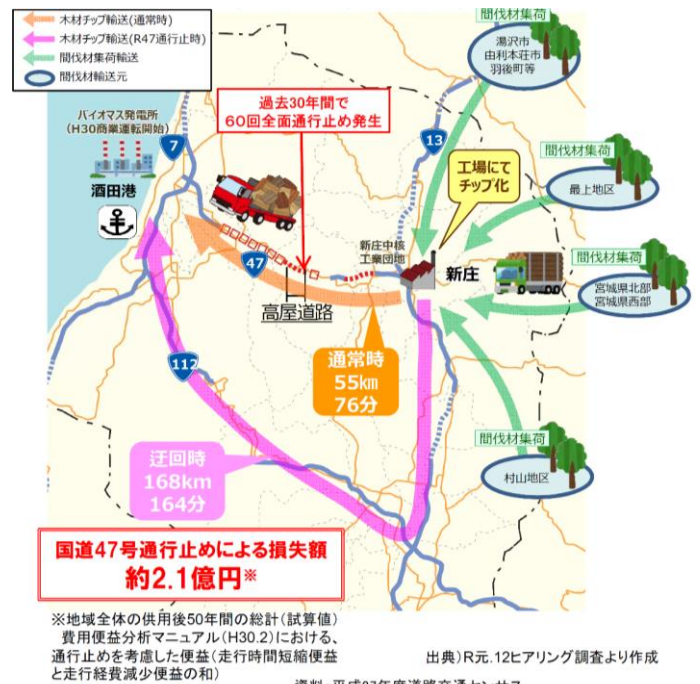 木材チップ輸送(通常時)
木材チップ輸送(R47通行止時)
間伐材集荷輸送
間伐材輸送元
間伐材集荷
湯沢市
由利本荘市
羽後町等
バイオマス発電所
(H30商業運転開始)
酒田港
7
過去30年間で
60回全面通行止め発生
13
工場にて
チップ化
間伐材集荷
最上地区
新庄中核
工業団地
新庄
47
高屋道路
間伐材集荷
宮城県北部
宮城県西部
通常時
55km
76分
112
間伐材集荷
村山地区
迂回時
168km
164分
国道47号通行止めによる損失額
約2.1億円※
※地域全体の供用後50年間の総計(試算値)
費用便益分析マニュアル(H30.2)における、
通行止めを考慮した便益(走行時間短縮便益
と走行経費減少便益の和)
出典)R元.12ヒアリング調査より作成